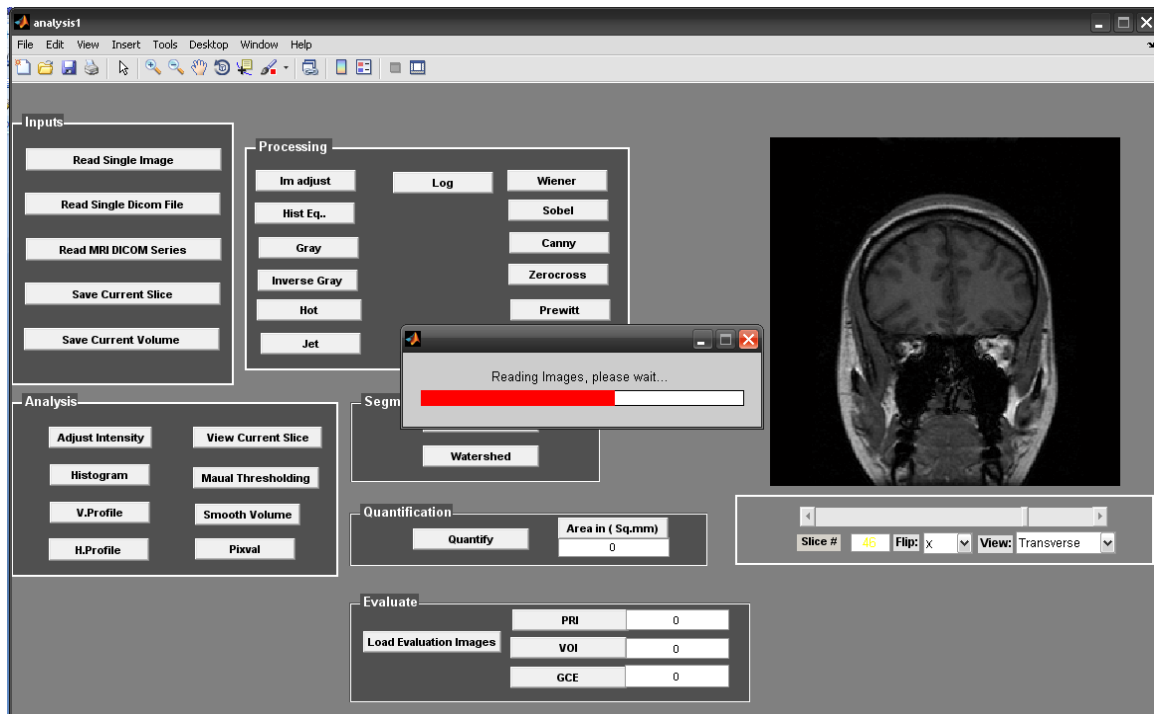 analysis1
File Edit View Insert Tools Desktop Window Help
Inputs
Read Single Image
Read Single Dicom File
Read MRI DICOM Series
Save Current Slice
Save Current Volume
Processing
Im adjust
Log
Wiener
Hist Eq..
Sobel
Gray
Canny
Inverse Gray
Zerocross
Hot
Prewitt
Jet
Reading Images, please wait...
Analysis
Adjust Intensity
View Current Slice
Histogram
Maual Thresholding
V.Profile
Smooth Volume
H.Profile
Pixval
Watershed
Quantification
Quantify
Area in ( Sq.mm)
0
Slice # 46 Flip: x View: Transverse
Evaluate
Load Evaluation Images
PRI 0
VOI 0
GCE 0